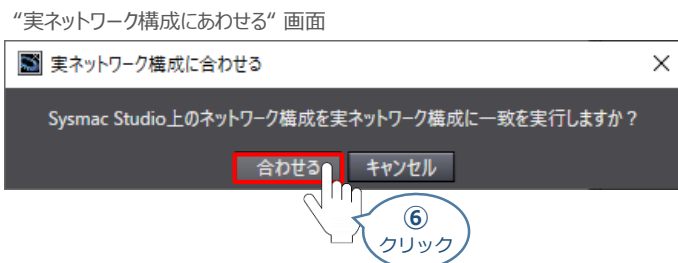 “実ネットワーク構成にあわせる“ 画面
実ネットワーク構成に合わせる
Sysmac Studio上のネットワーク構成を実ネットワーク構成に一致を実行しますか？
合わせる キャンセル
⑥
クリック